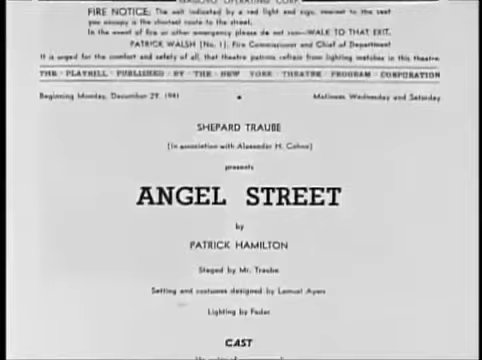 FIRE NOTICE: The exit indicated by a red light and sign, nearest to the seat
you occupy is the shortest route to the street.
In the event of fire or other emergency please do not run—WALK TO THAT EXIT.
PATRICK WALSH (No. 1), Fire Commissioner and Chief of Department
It is urged for the comfort and safety of all, that theatre patrons refrain from lighting matches in this theatre.
THE · PLAYBILL · PUBLISHED · BY · THE · NEW · YORK · THEATRE · PROGRAM · CORPORATION
Beginning Monday, December 29, 1941 • Matinees Wednesday and Saturday
SHEPARD TRAUBE
(In association with Alexander H. Cohen)
presents
ANGEL STREET
by
PATRICK HAMILTON
Staged by Mr. Traube
Setting and costumes designed by Lemuel Ayers
Lighting by Feder
CAST